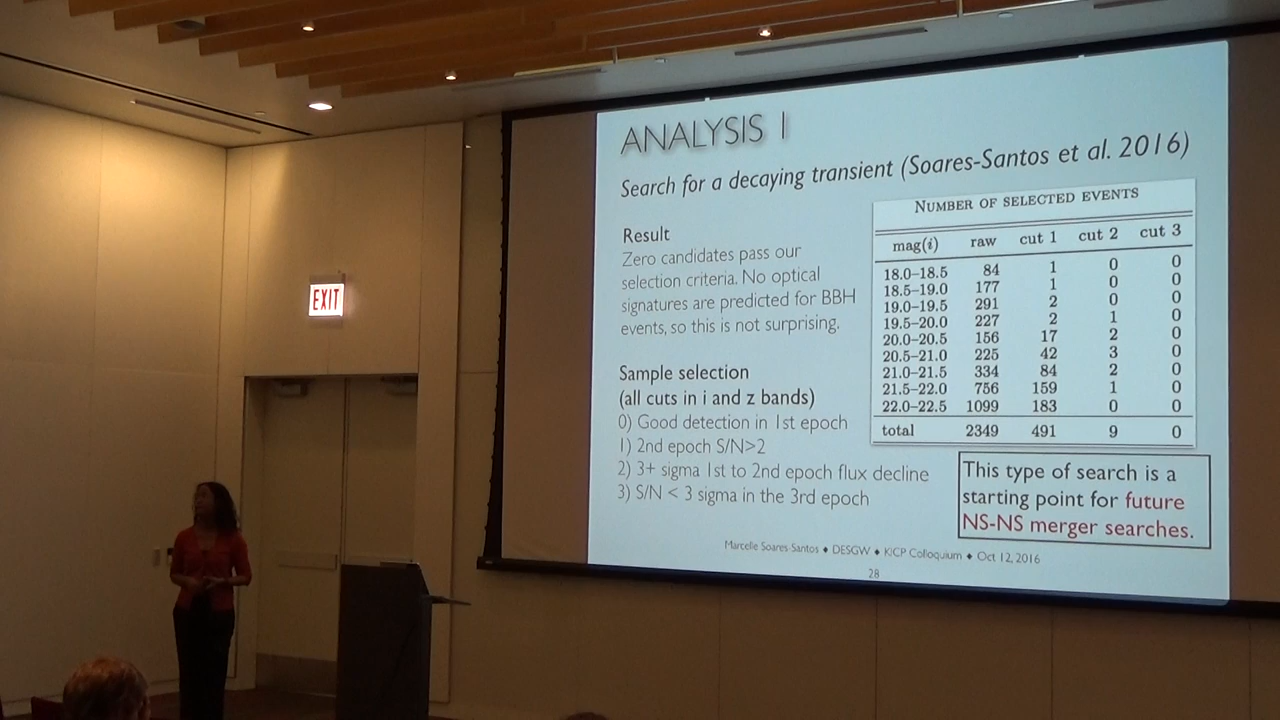 EXIT
ANALYSIS I
Search for a decaying transient (Soares-Santos et al. 2016)
Result
Zero candidates pass our
selection criteria. No optical
signatures are predicted for BBH
events, so this is not surprising.
Sample selection
(all cuts in i and z bands)
0) Good detection in 1st epoch
1) 2nd epoch S/N>2
2) 3+ sigma 1st to 2nd epoch flux decline
3) S/N < 3 sigma in the 3rd epoch
NUMBER OF SELECTED EVENTS
mag(i) raw cut 1 cut 2 cut 3
18.0–18.5 84 1 0 0
18.5–19.0 177 1 0 0
19.0–19.5 291 2 0 0
19.5–20.0 227 2 1 0
20.0–20.5 156 17 2 0
20.5–21.0 225 42 3 0
21.0–21.5 334 84 2 0
21.5–22.0 756 159 1 0
22.0–22.5 1099 183 0 0
total 2349 491 9 0
This type of search is a
starting point for future
NS-NS merger searches.
Marcelle Soares-Santos ♦ DESGW ♦ KICP Colloquium ♦ Oct 12, 2016
28